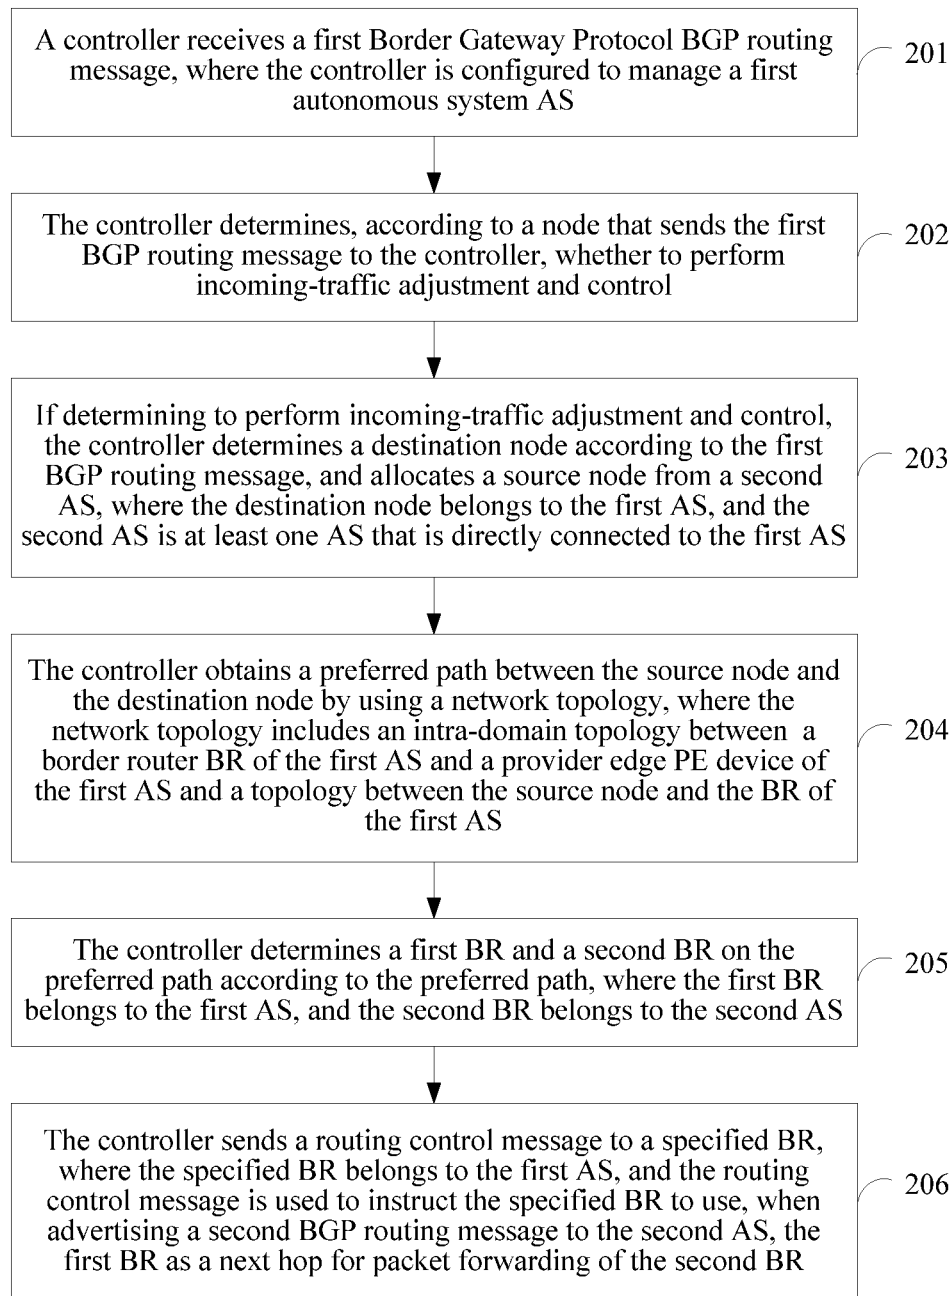 A controller receives a first Border Gateway Protocol BGP routing
message, where the controller is configured to manage a first
autonomous system AS
201
The controller determines, according to a node that sends the first
BGP routing message to the controller, whether to perform
incoming-traffic adjustment and control
202
If determining to perform incoming-traffic adjustment and control,
the controller determines a destination node according to the first
BGP routing message, and allocates a source node from a second
AS, where the destination node belongs to the first AS, and the
second AS is at least one AS that is directly connected to the first AS
203
The controller obtains a preferred path between the source node and
the destination node by using a network topology, where the
network topology includes an intra-domain topology between a
border router BR of the first AS and a provider edge PE device of
the first AS and a topology between the source node and the BR of
the first AS
204
The controller determines a first BR and a second BR on the
preferred path according to the preferred path, where the first BR
belongs to the first AS, and the second BR belongs to the second AS
205
The controller sends a routing control message to a specified BR,
where the specified BR belongs to the first AS, and the routing
control message is used to instruct the specified BR to use, when
advertising a second BGP routing message to the second AS, the
first BR as a next hop for packet forwarding of the second BR
206